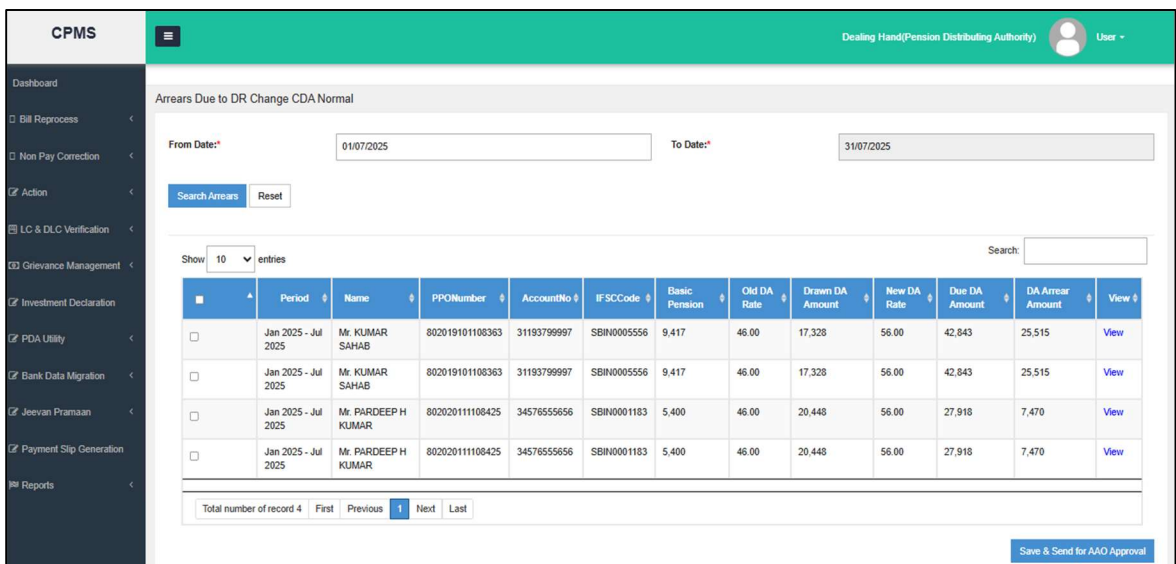 CPMS
Dealing Hand(Pension Distributing Authority)
User
Dashboard
Bill Reprocess
Non Pay Correction
Action
LC & DLC Verification
Grievance Management
Investment Declaration
PDA Utility
Bank Data Migration
Jeevan Pramaan
Payment Slip Generation
Reports
Arrears Due to DR Change CDA Normal
From Date:* 01/07/2025 To Date:* 31/07/2025
Search Arrears Reset
Show 10 entries Search:
Period Name PPONumber AccountNo IFSCCode Basic Pension Old DA Rate Drawn DA Amount New DA Rate Due DA Amount DA Arrear Amount View
Jan 2025 - Jul 2025 Mr. KUMAR SAHAB 802019101108363 31193799997 SBIN0005556 9,417 46.00 17,328 56.00 42,843 25,515 View
Jan 2025 - Jul 2025 Mr. KUMAR SAHAB 802019101108363 31193799997 SBIN0005556 9,417 46.00 17,328 56.00 42,843 25,515 View
Jan 2025 - Jul 2025 Mr. PARDEEP H KUMAR 802020111108425 34576555656 SBIN0001183 5,400 46.00 20,448 56.00 27,918 7,470 View
Jan 2025 - Jul 2025 Mr. PARDEEP H KUMAR 802020111108425 34576555656 SBIN0001183 5,400 46.00 20,448 56.00 27,918 7,470 View
Total number of record 4 First Previous 1 Next Last
Save & Send for AAO Approval